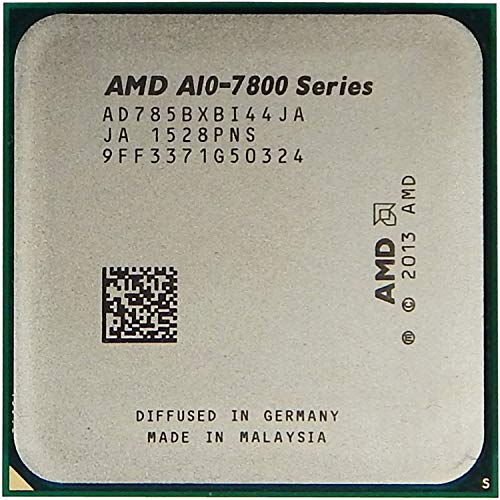 AMD A10-7800 Series
AD785BXBI44JA
JA 1528PNS
9FF3371G50324
AMD
® © 2013 AMD
DIFFUSED IN GERMANY
MADE IN MALAYSIA
S